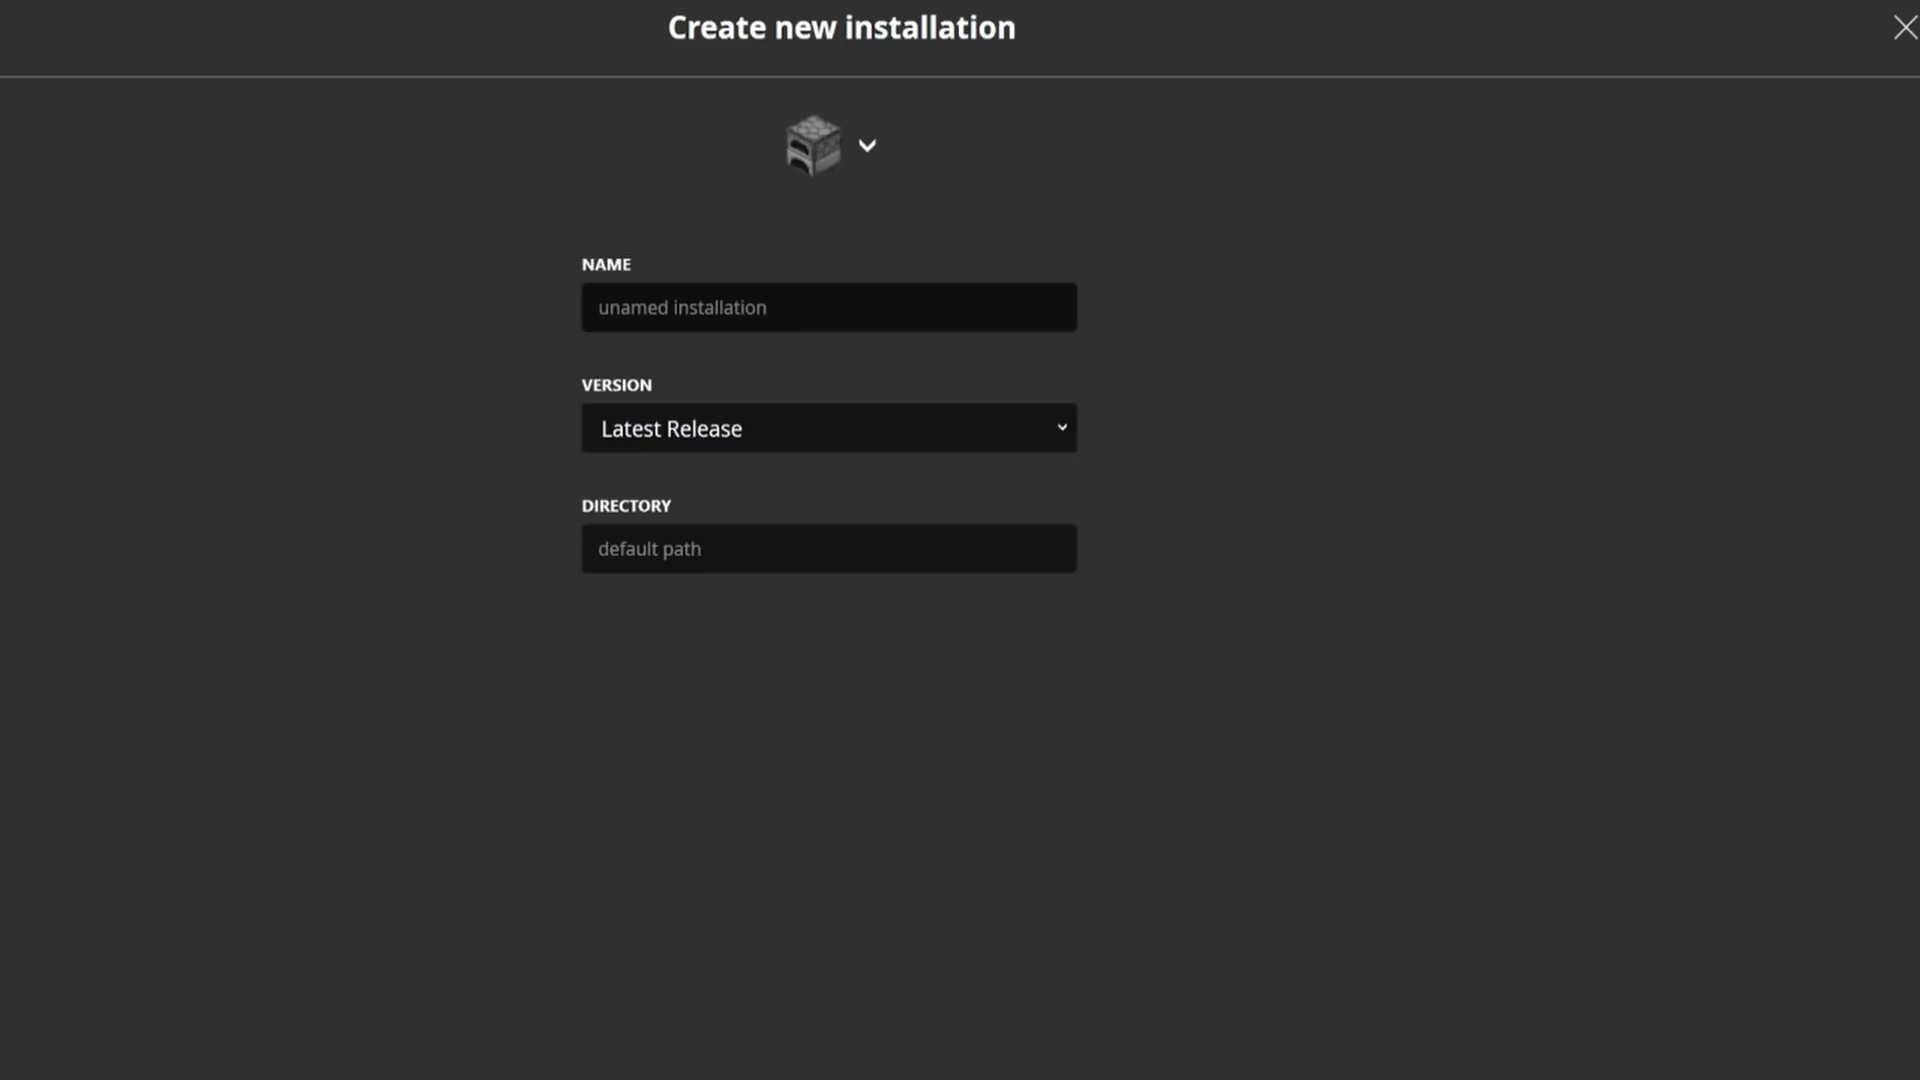 Create new installation
NAME
unamed installation
VERSION
Latest Release
DIRECTORY
default path